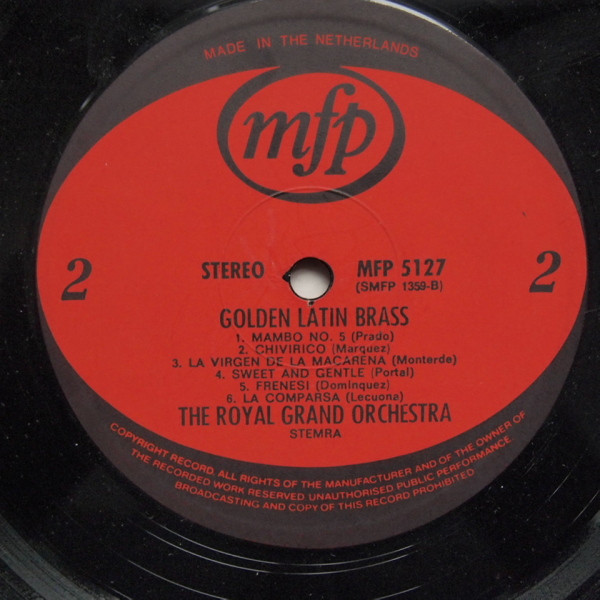 MADE IN THE NETHERLANDS
mfp
2 STEREO MFP 5127 2
(SMFP 1359-B)
GOLDEN LATIN BRASS
1. MAMBO NO. 5 (Prado)
2. CHIVIRICO (Marquez)
3. LA VIRGEN DE LA MACARENA (Monterde)
4. SWEET AND GENTLE (Portal)
5. FRENESI (Dominquez)
6. LA COMPARSA (Lecuona)
THE ROYAL GRAND ORCHESTRA
STEMRA
COPYRIGHT RECORD. ALL RIGHTS OF THE MANUFACTURER AND OF THE OWNER OF
THE RECORDED WORK RESERVED UNAUTHORISED PUBLIC PERFORMANCE
BROADCASTING AND COPY OF THIS RECORD PROHIBITED